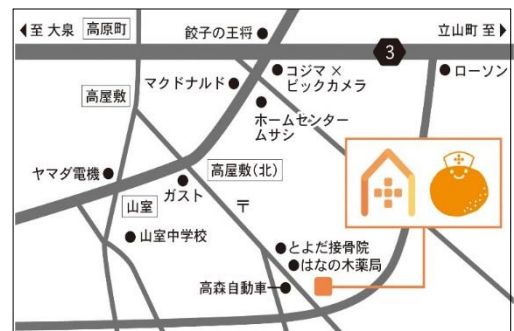 ◀至 大泉
高原町
餃子の王将
立山町 至▶
3
マクドナルド
コジマ×
ビックカメラ
ローソン
高屋敷
ホームセンター
ムサシ
ヤマダ電機
高屋敷(北)
ガスト
山室
〒
山室中学校
とよだ接骨院
はなの木薬局
高森自動車